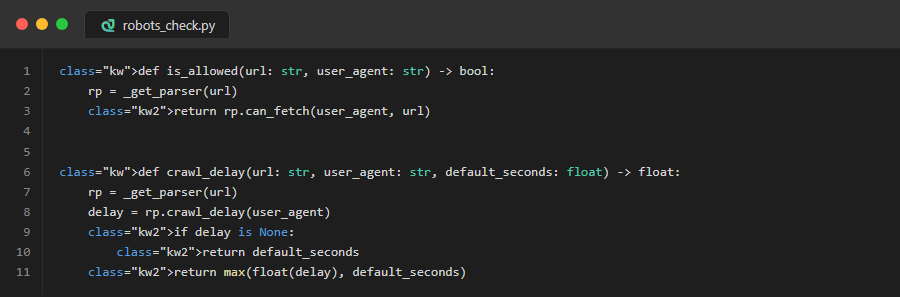 robots_check.py
1 class="kw">def is_allowed(url: str, user_agent: str) -> bool:
2     rp = _get_parser(url)
3     class="kw2">return rp.can_fetch(user_agent, url)
4
5
6 class="kw">def crawl_delay(url: str, user_agent: str, default_seconds: float) -> float:
7     rp = _get_parser(url)
8     delay = rp.crawl_delay(user_agent)
9     class="kw2">if delay is None:
10         class="kw2">return default_seconds
11     class="kw2">return max(float(delay), default_seconds)